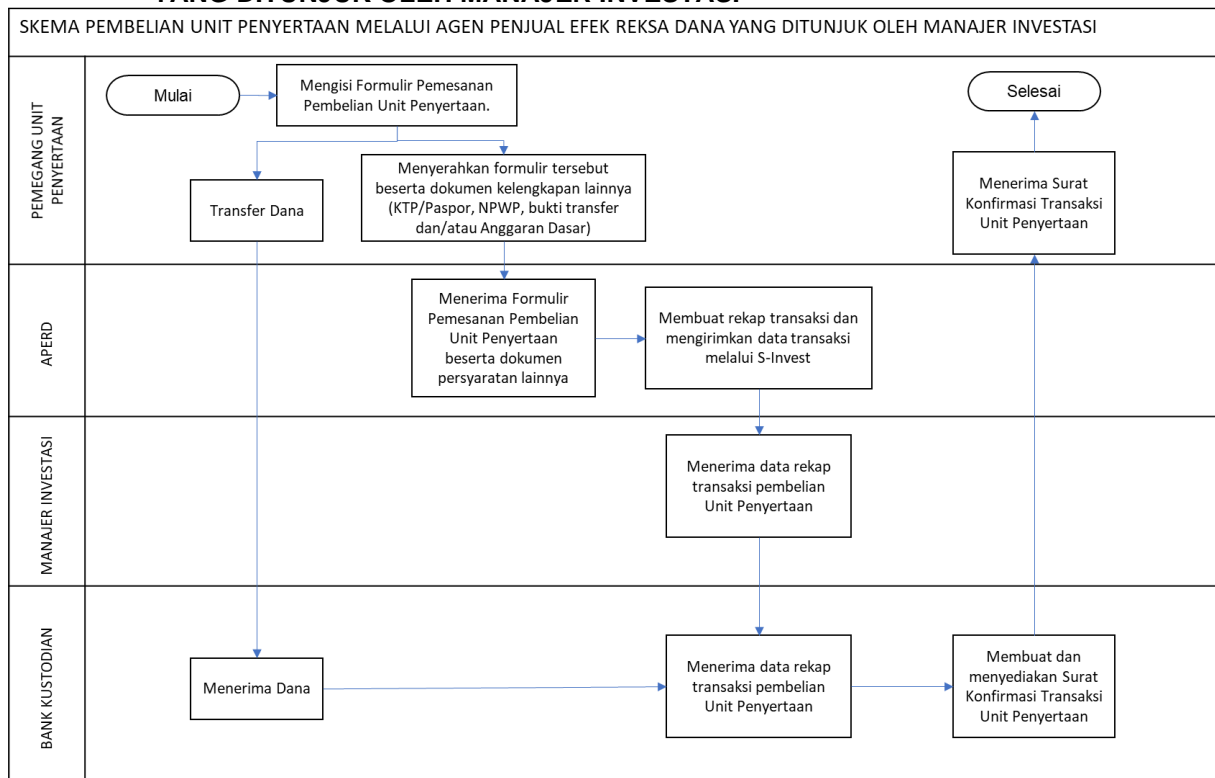 YANG DITUNJUK OLEH MANAJER INVESTASI
SKEMA PEMBELIAN UNIT PENYERTAAN MELALUI AGEN PENJUAL EFEK REKSA DANA YANG DITUNJUK OLEH MANAJER INVESTASI
PEMEGANG UNIT
PENYERTAAN
Mulai
Mengisi Formulir Pemesanan
Pembelian Unit Penyertaan.
Selesai
Transfer Dana
Menyerahkan formulir tersebut
beserta dokumen kelengkapan lainnya
(KTP/Paspor, NPWP, bukti transfer
dan/atau Anggaran Dasar)
Menerima Surat
Konfirmasi Transaksi
Unit Penyertaan
APERD
Menerima Formulir
Pemesanan Pembelian
Unit Penyertaan
beserta dokumen
persyaratan lainnya
Membuat rekap transaksi dan
mengirimkan data transaksi
melalui S-Invest
MANAJER INVESTASI
Menerima data rekap
transaksi pembelian
Unit Penyertaan
BANK KUSTODIAN
Menerima Dana
Menerima data rekap
transaksi pembelian
Unit Penyertaan
Membuat dan
menyediakan Surat
Konfirmasi Transaksi
Unit Penyertaan